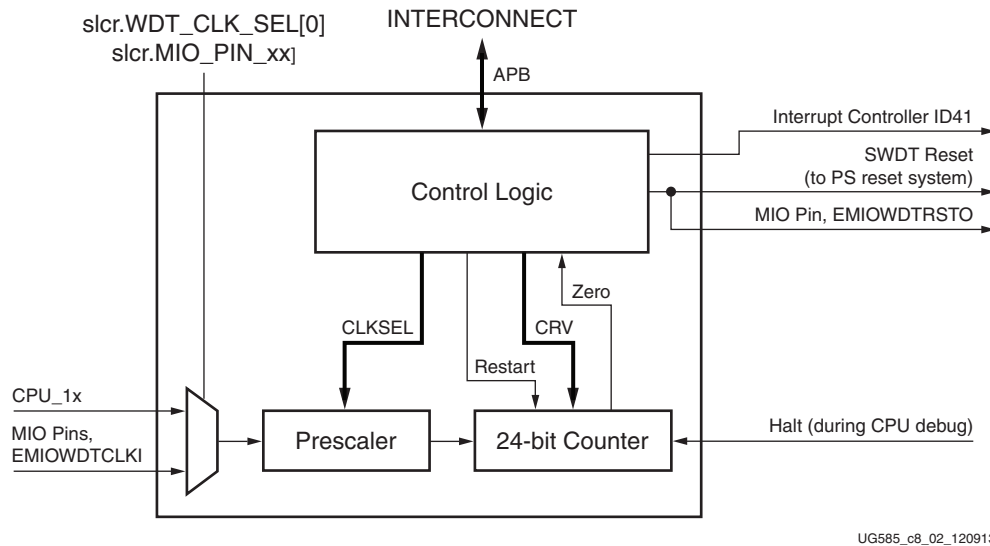 slcr.WDT_CLK_SEL[0]
slcr.MIO_PIN_xx]
INTERCONNECT
APB
Interrupt Controller ID41
SWDT Reset
(to PS reset system)
MIO Pin, EMIOWDTRSTO
Control Logic
Zero
CLKSEL
CRV
Restart
CPU_1x
MIO Pins,
EMIOWDTCLKI
Prescaler
24-bit Counter
Halt (during CPU debug)